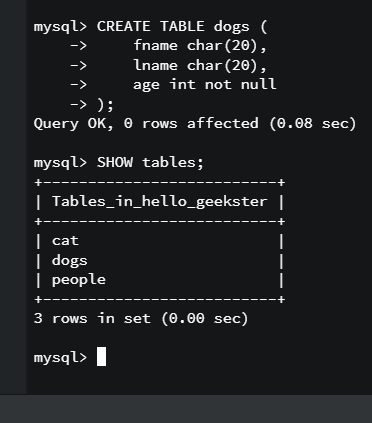 mysql> CREATE TABLE dogs (
    ->     fname char(20),
    ->     lname char(20),
    ->     age int not null
    -> );
Query OK, 0 rows affected (0.08 sec)

mysql> SHOW tables;
+---------------------------+
| Tables_in_hello_geekster |
+---------------------------+
| cat                      |
| dogs                     |
| people                   |
+---------------------------+
3 rows in set (0.00 sec)

mysql>